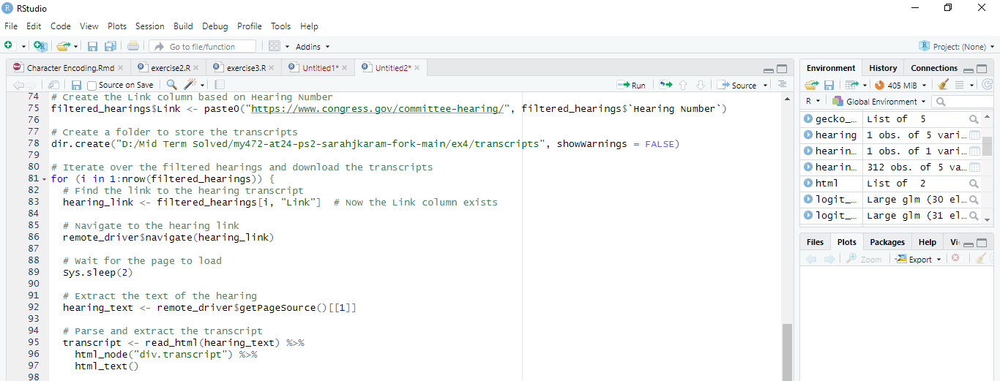 RStudio
File Edit Code View Plots Session Build Debug Profile Tools Help
Go to file/function Addins Project: (None)
Character Encoding.Rmd exercise2.R exercise3.R Untitled1* Untitled2*
Source on Save Run Source
74 # Create the Link column based on Hearing Number
75 filtered_hearings$Link <- paste0("https://www.congress.gov/committee-hearing/", filtered_hearings$`Hearing Number`)
76
77 # Create a folder to store the transcripts
78 dir.create("D:/Mid Term Solved/my472-at24-ps2-sarahjkaram-fork-main/ex4/transcripts", showWarnings = FALSE)
79
80 # Iterate over the filtered hearings and download the transcripts
81 for (i in 1:nrow(filtered_hearings)) {
82 # Find the link to the hearing transcript
83 hearing_link <- filtered_hearings[i, "Link"] # Now the Link column exists
84
85 # Navigate to the hearing link
86 remote_driver$navigate(hearing_link)
87
88 # Wait for the page to load
89 Sys.sleep(2)
90
91 # Extract the text of the hearing
92 hearing_text <- remote_driver$getPageSource()[[1]]
93
94 # Parse and extract the transcript
95 transcript <- read_html(hearing_text) %>%
96 html_node("div.transcript") %>%
97 html_text()
98
Environment History Connections
405 MiB
R Global Environment
gecko_… List of 5
hearing 1 obs. of 5 vari…
hearin… 1 obs. of 1 vari…
hearin… 312 obs. of 5 va…
html List of 2
logit_… Large glm (30 el…
logit_… Large glm (31 el…
Files Plots Packages Help Vi
Zoom Export